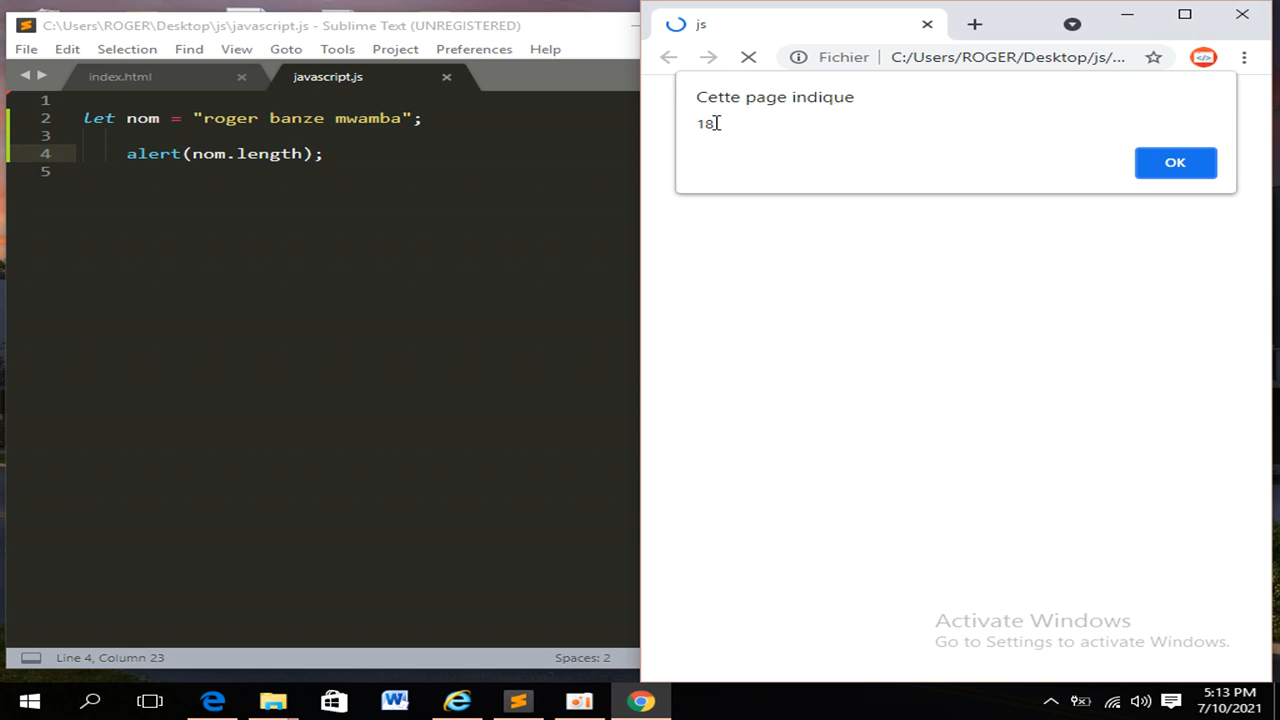 C:\Users\ROGER\Desktop\js\javascript.js - Sublime Text (UNREGISTERED)
File Edit Selection Find View Goto Tools Project Preferences Help
index.html javascript.js
1
2 let nom = "roger banze mwamba";
3
4 alert(nom.length);
5
Line 4, Column 23 Spaces: 2
js
Fichier C:/Users/ROGER/Desktop/js/...
Cette page indique
18
OK
Activate Windows
Go to Settings to activate Windows.
5:13 PM
7/10/2021